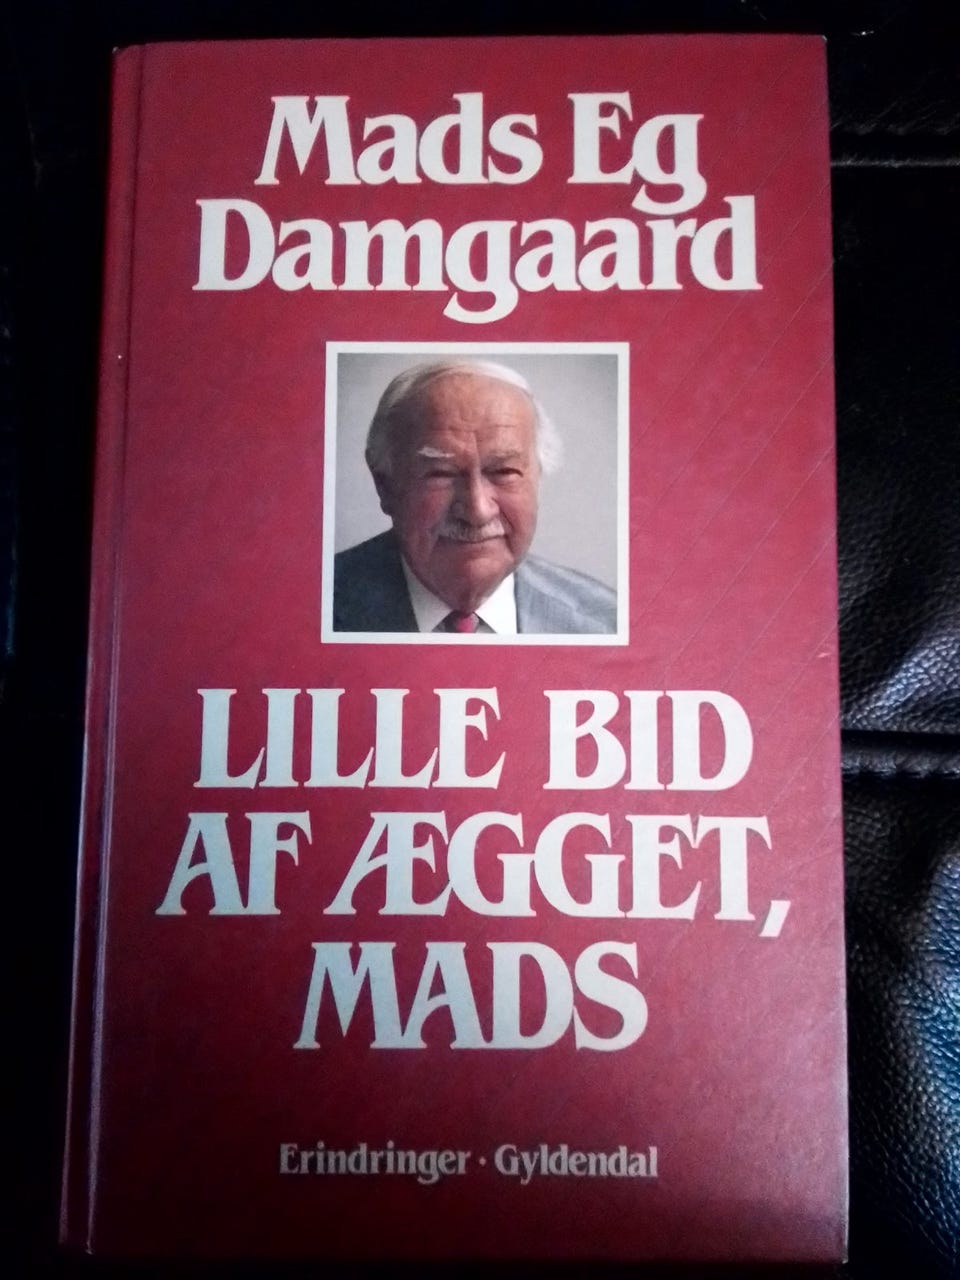 Mads Eg
Damgaard
LILLE BID
AF ÆGGET,
MADS
Erindringer · Gyldendal